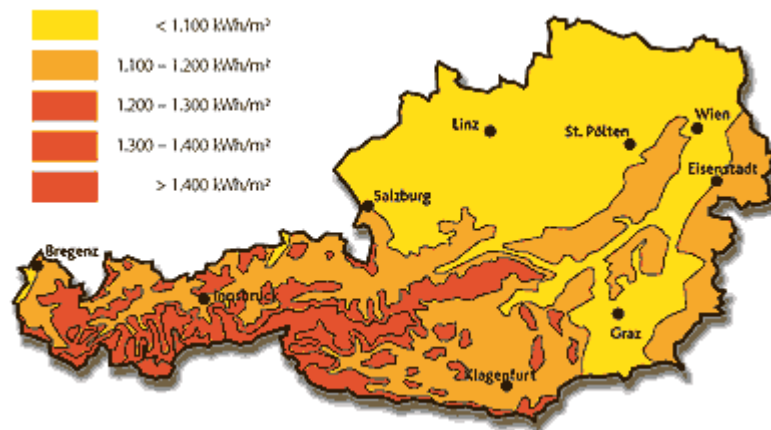 < 1.100 kWh/m²
1.100 – 1.200 kWh/m²
1.200 – 1.300 kWh/m²
1.300 – 1.400 kWh/m²
> 1.400 kWh/m²
Linz
St. Pölten
Wien
Eisenstadt
Salzburg
Bregenz
Innsbruck
Graz
Klagenfurt